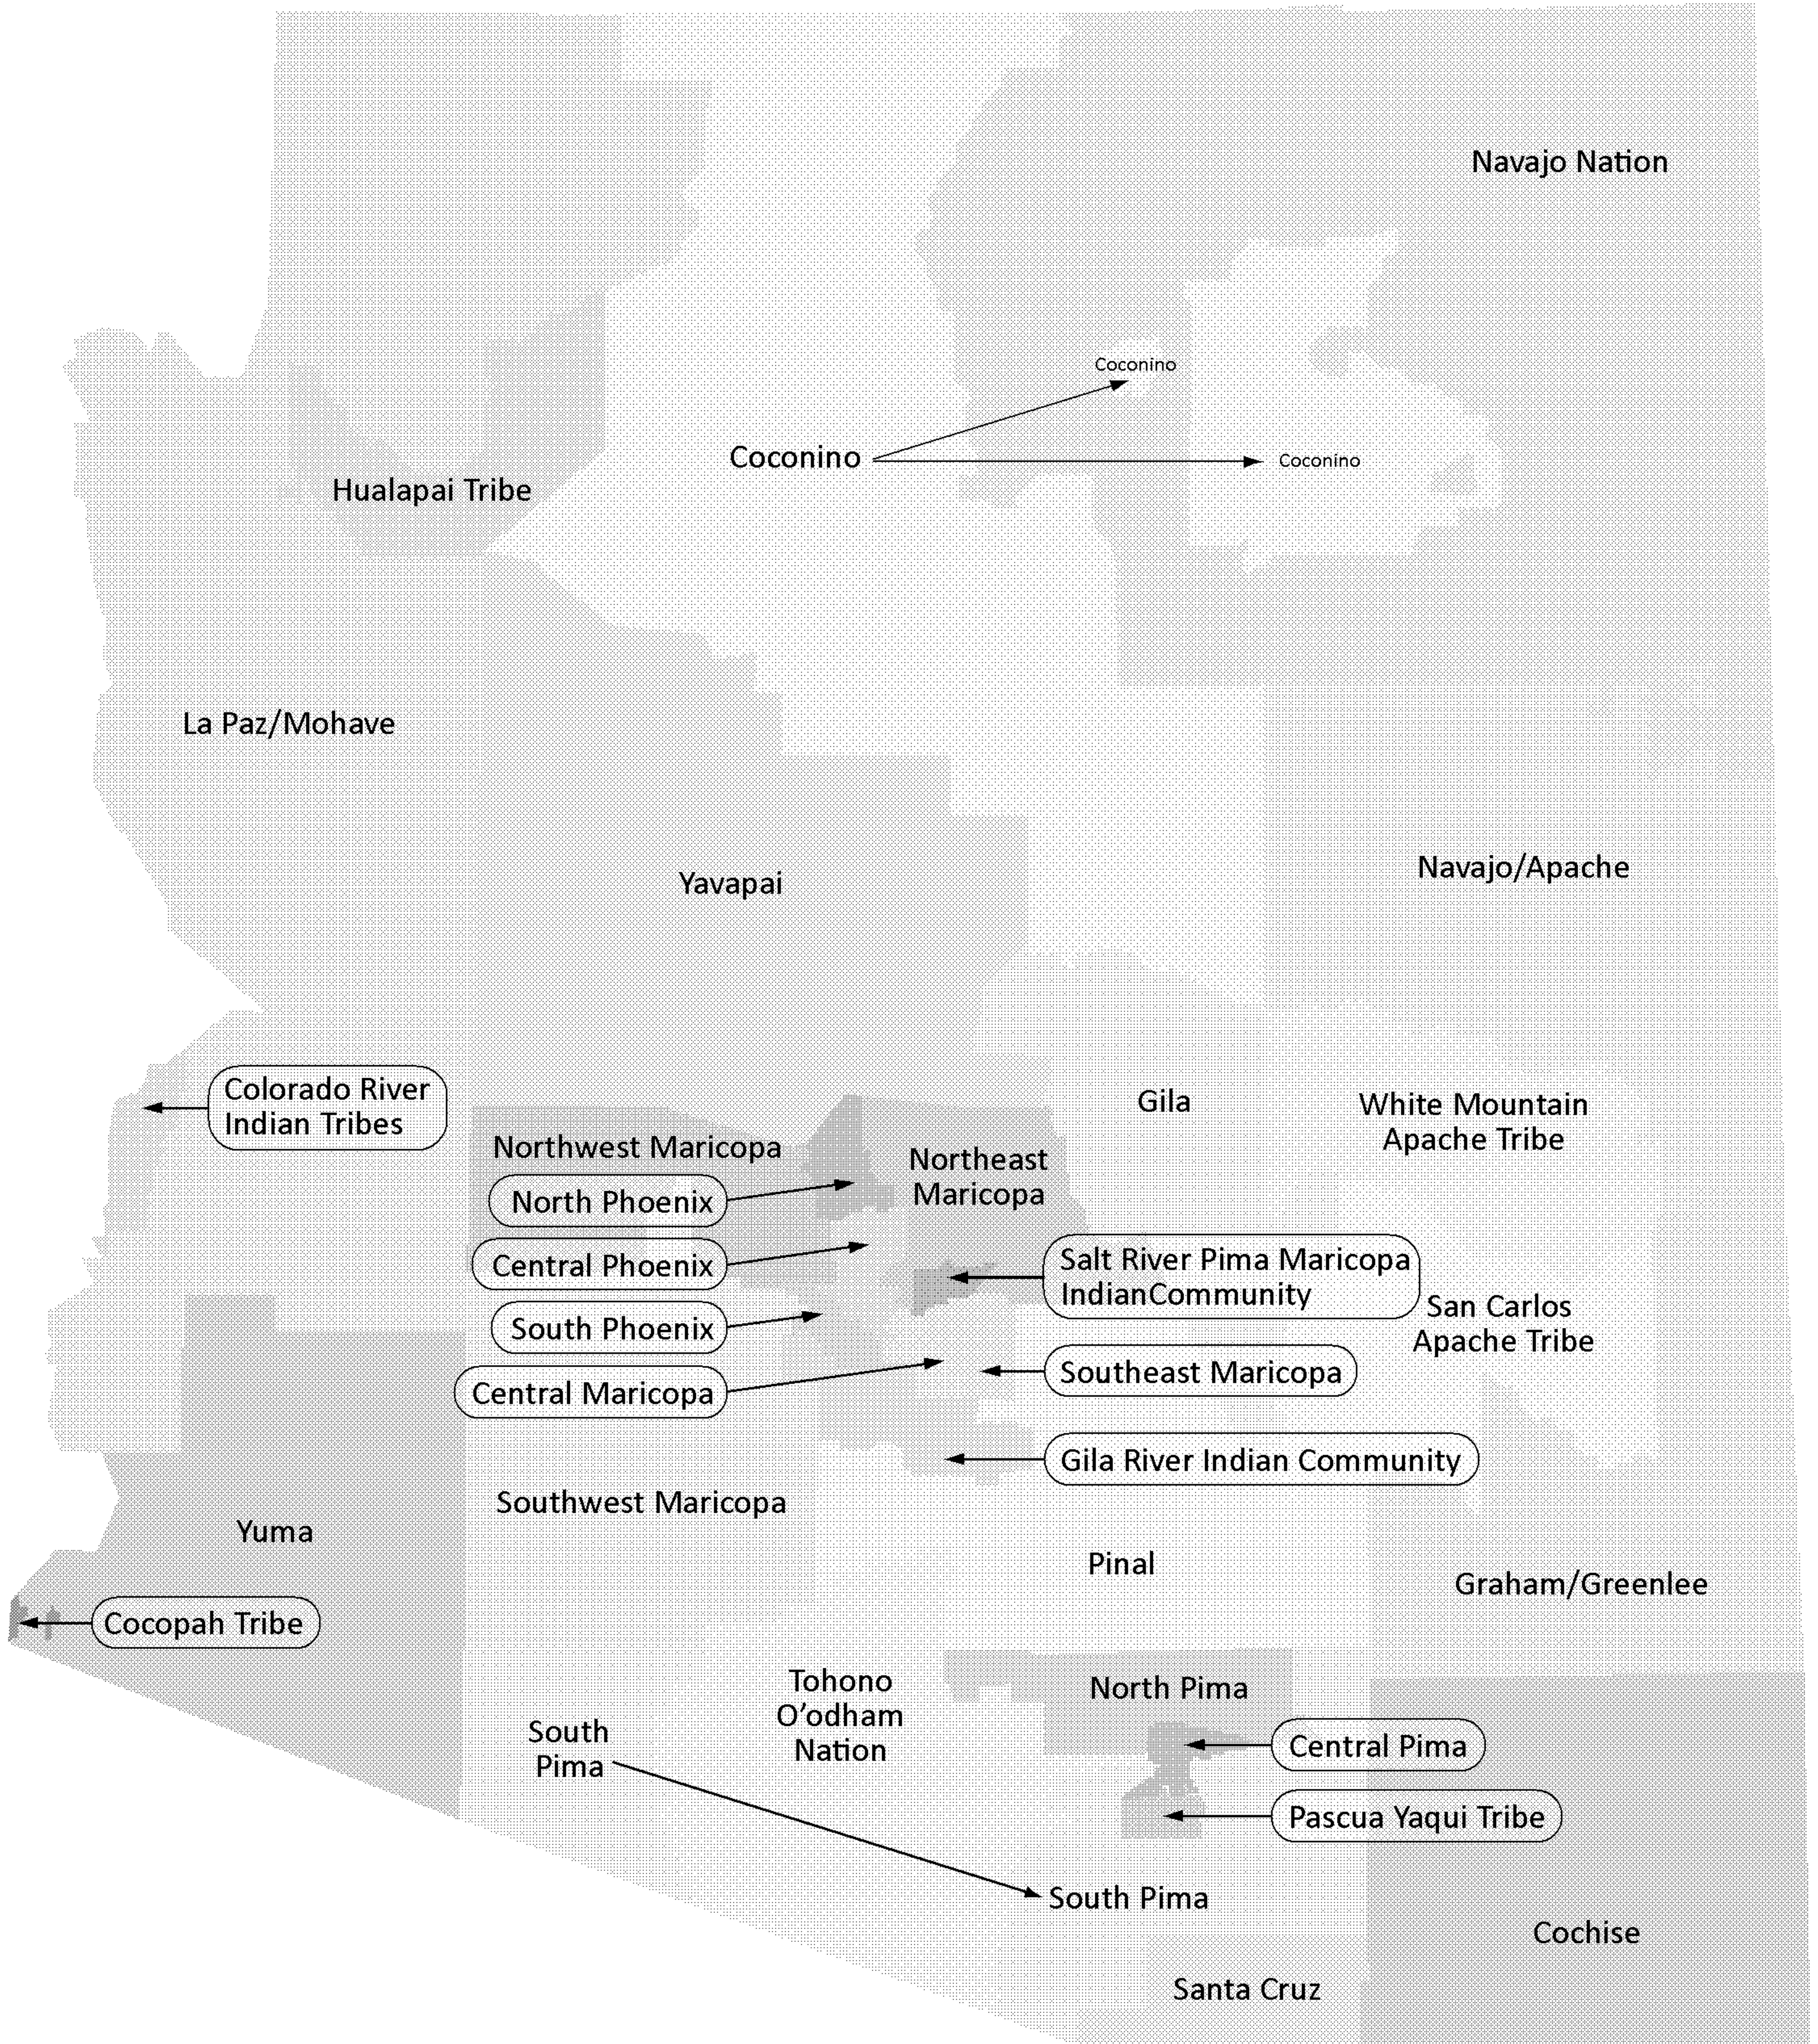 Navajo Nation
Coconino
Coconino
Coconino
Hualapai Tribe
La Paz/Mohave
Navajo/Apache
Yavapai
Colorado River
Indian Tribes
Gila
White Mountain
Apache Tribe
Northwest Maricopa
Northeast
Maricopa
North Phoenix
Central Phoenix
Salt River Pima Maricopa
IndianCommunity
South Phoenix
San Carlos
Apache Tribe
Southeast Maricopa
Central Maricopa
Gila River Indian Community
Southwest Maricopa
Yuma
Pinal
Graham/Greenlee
Cocopah Tribe
Tohono
O’odham
Nation
North Pima
South
Pima
Central Pima
Pascua Yaqui Tribe
South Pima
Cochise
Santa Cruz